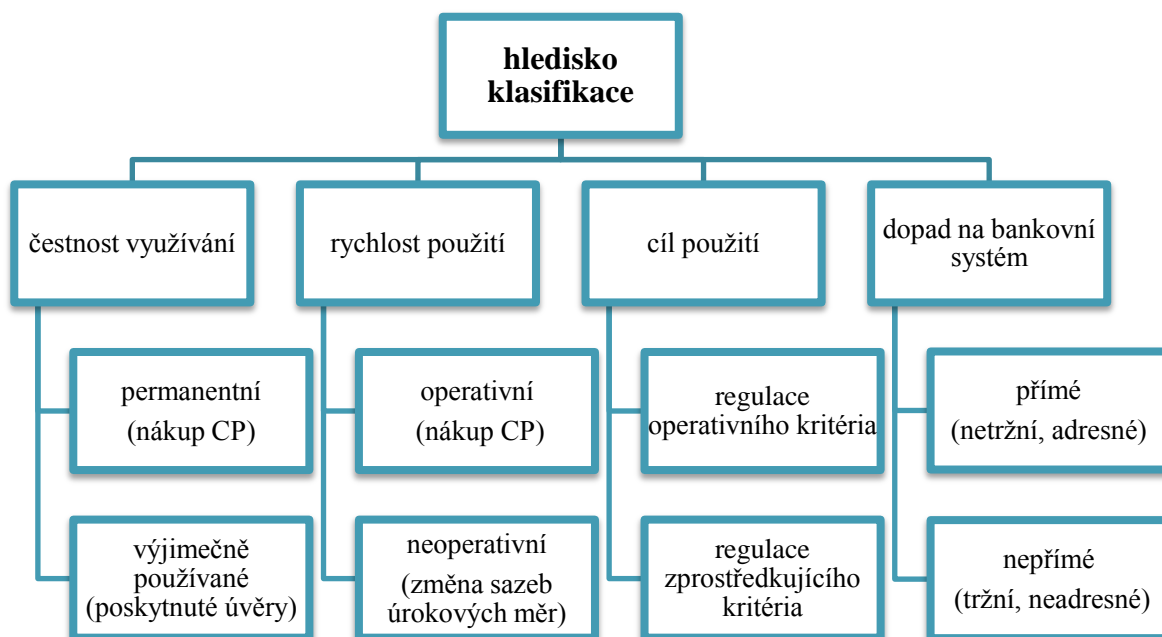 hledisko
klasifikace
čestnost využívání
rychlost použití
cíl použití
dopad na bankovní
systém
permanentní
(nákup CP)
operativní
(nákup CP)
regulace
operativního kritéria
přímé
(netržní, adresné)
výjimečně
používané
(poskytnuté úvěry)
neoperativní
(změna sazeb
úrokových měr)
regulace
zprostředkujícího
kritéria
nepřímé
(tržní, neadresné)